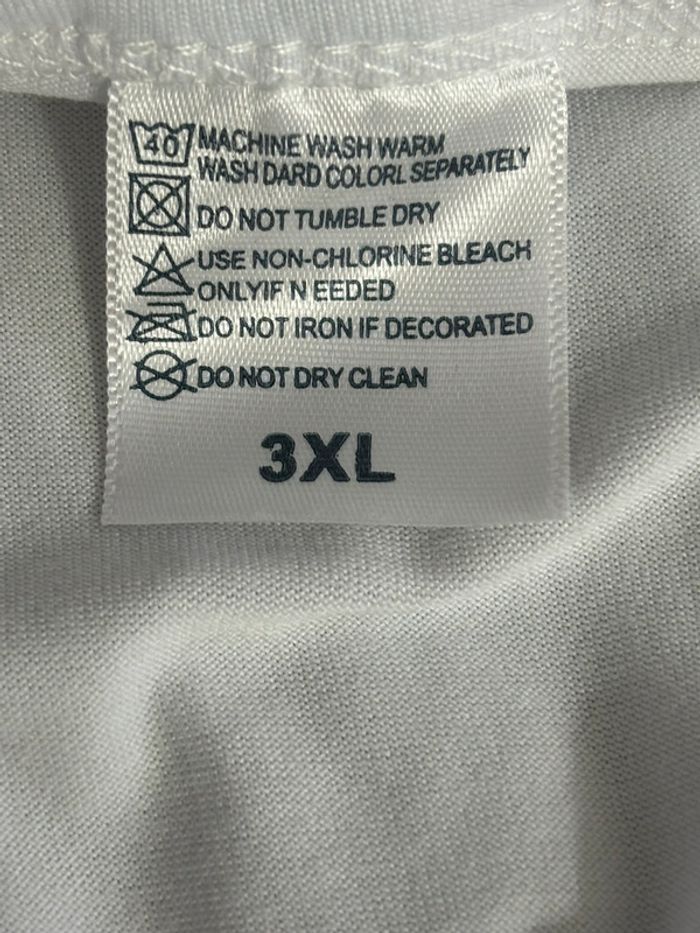 40 MACHINE WASH WARM
WASH DARD COLORL SEPARATELY
DO NOT TUMBLE DRY
USE NON-CHLORINE BLEACH
ONLYIF N EEDED
DO NOT IRON IF DECORATED
DO NOT DRY CLEAN
3XL